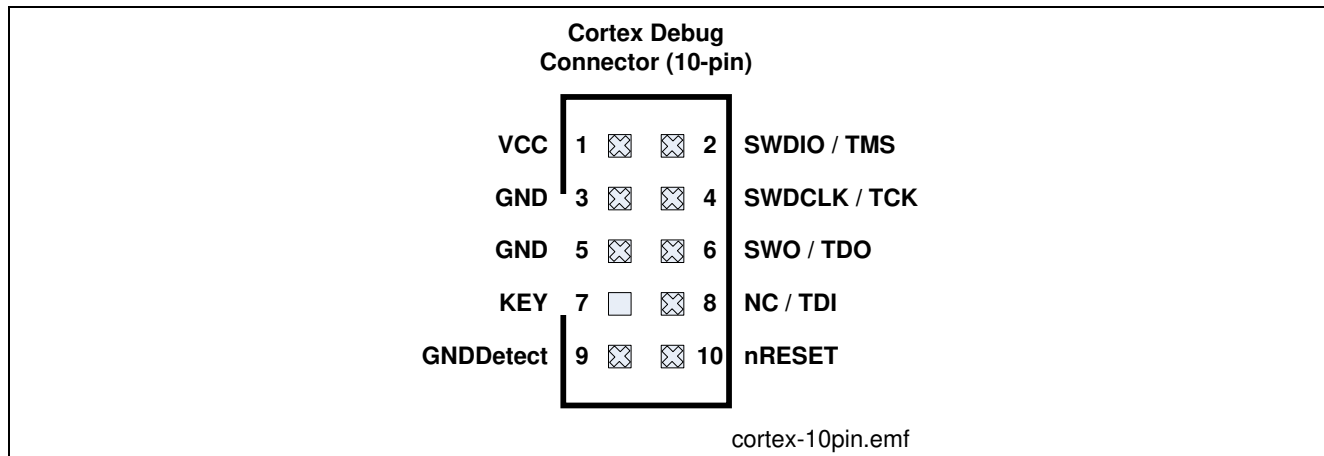 Cortex Debug
Connector (10-pin)
VCC 1 2 SWDIO / TMS
GND 3 4 SWDCLK / TCK
GND 5 6 SWO / TDO
KEY 7 8 NC / TDI
GNDDetect 9 10 nRESET
cortex-10pin.emf